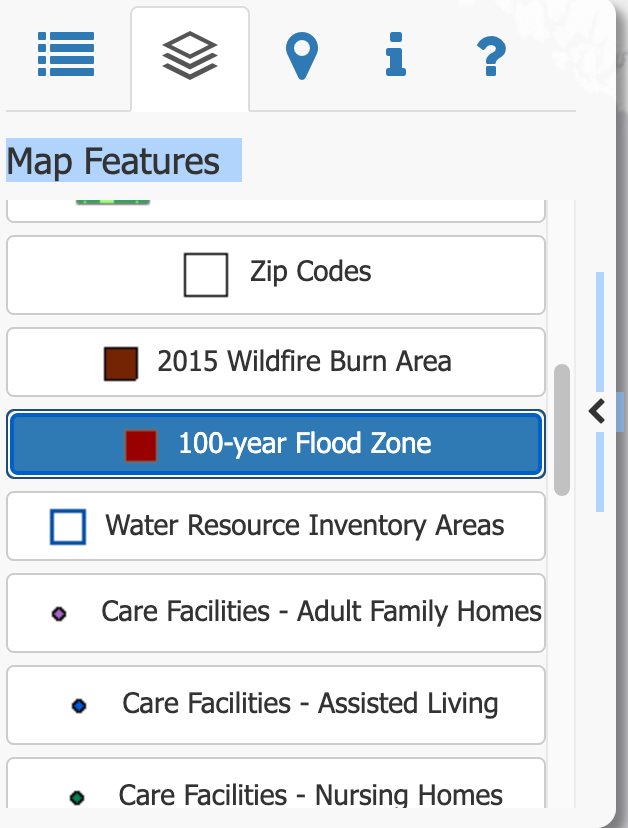 Map Features
Zip Codes
2015 Wildfire Burn Area
100-year Flood Zone
Water Resource Inventory Areas
Care Facilities - Adult Family Homes
Care Facilities - Assisted Living
Care Facilities - Nursing Homes